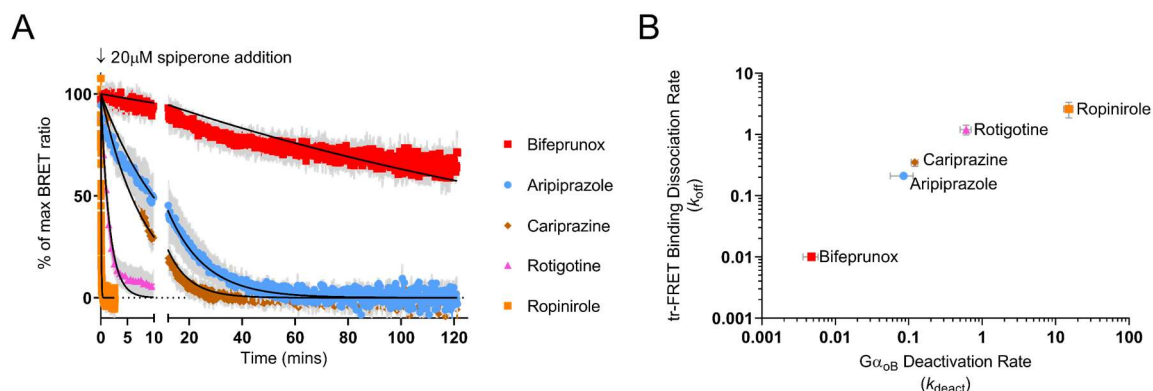 A
↓ 20μM spiperone addition
% of max BRET ratio
100
50
0
0 5 10 20 40 60 80 100 120
Time (mins)
Bifeprunox
Aripiprazole
Cariprazine
Rotigotine
Ropinirole
B
tr-FRET Binding Dissociation Rate
(koff)
10
1
0.1
0.01
0.001
Ropinirole
Rotigotine
Cariprazine
Aripiprazole
Bifeprunox
0.001 0.01 0.1 1 10 100
GαoB Deactivation Rate
(kdeact)